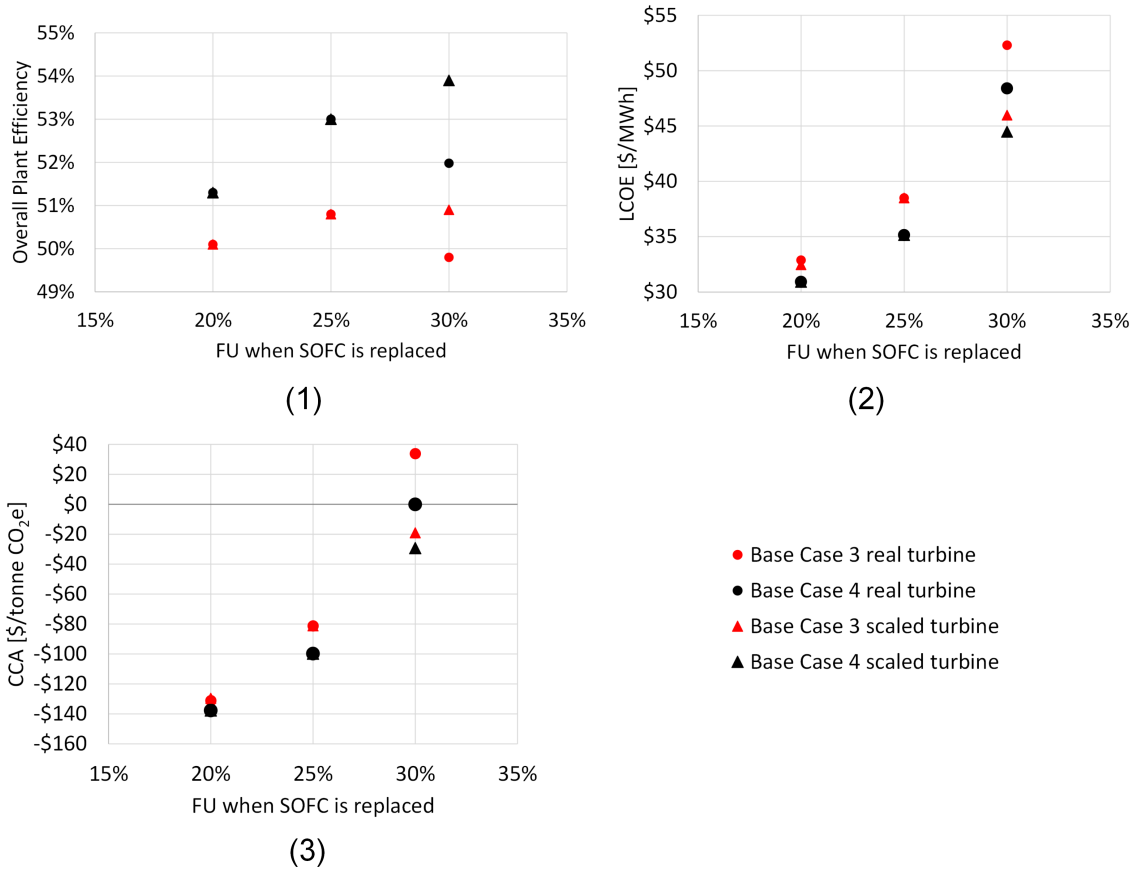 55%
54%
53%
52%
51%
50%
49%
Overall Plant Efficiency
15% 20% 25% 30% 35%
FU when SOFC is replaced
(1)
$55
$50
$45
$40
$35
$30
LCOE [$/MWh]
15% 20% 25% 30% 35%
FU when SOFC is replaced
(2)
$40
$20
$0
-$20
-$40
-$60
-$80
-$100
-$120
-$140
-$160
CCA [$/tonne CO₂e]
15% 20% 25% 30% 35%
FU when SOFC is replaced
(3)
Base Case 3 real turbine
Base Case 4 real turbine
Base Case 3 scaled turbine
Base Case 4 scaled turbine